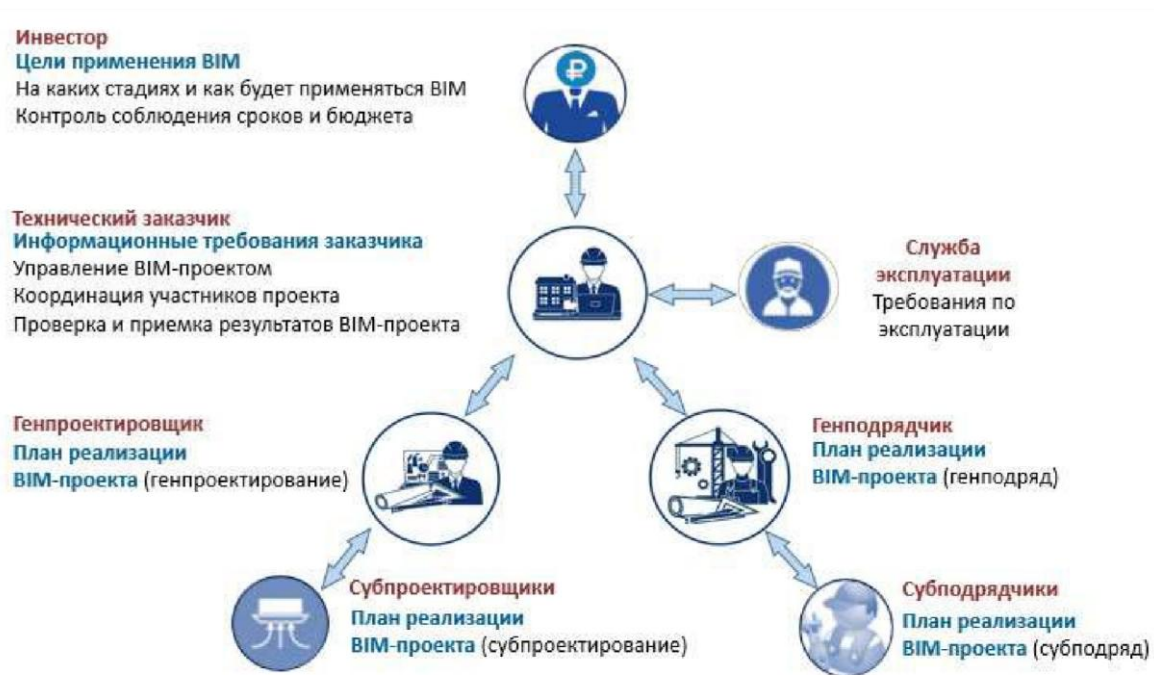 Инвестор
Цели применения BIM
На каких стадиях и как будет применяться BIM
Контроль соблюдения сроков и бюджета
₽
Технический заказчик
Информационные требования заказчика
Управление BIM-проектом
Координация участников проекта
Проверка и приемка результатов BIM-проекта
Служба
эксплуатации
Требования по
эксплуатации
Генпроектировщик
План реализации
BIM-проекта (генпроектирование)
Генподрядчик
План реализации
BIM-проекта (генподряд)
Субпроектировщики
План реализации
BIM-проекта (субпроектирование)
Субподрядчики
План реализации
BIM-проекта (субподряд)